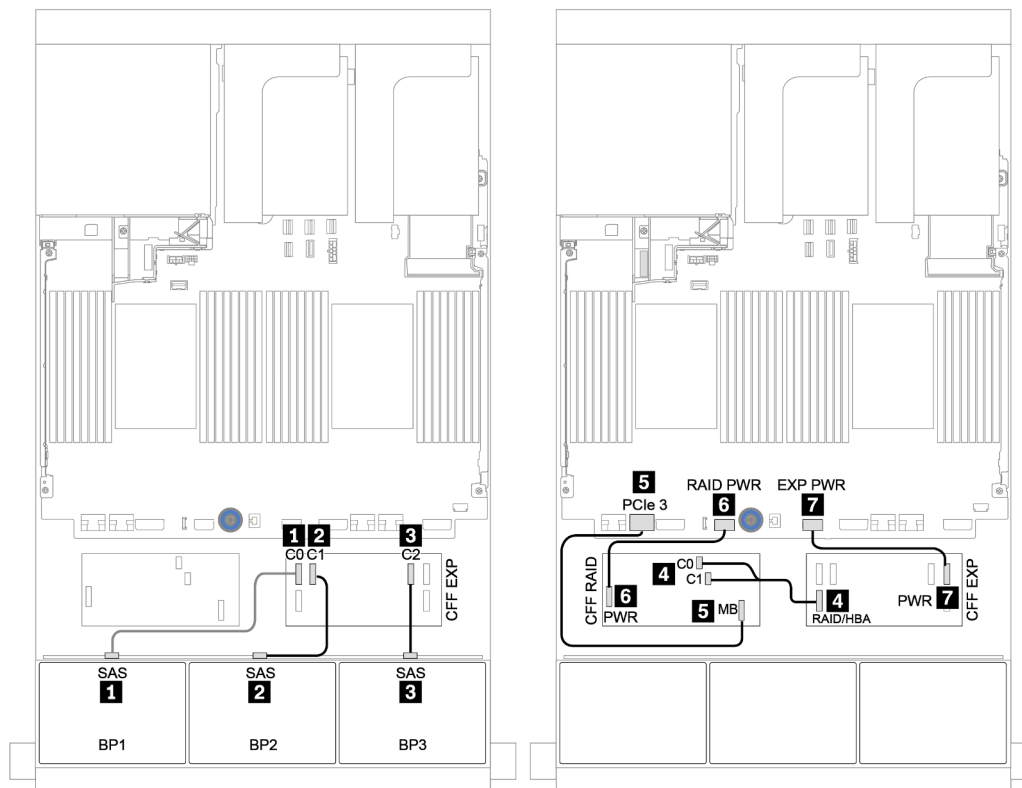 1 2 3
C0 C1 C2
CFF EXP
SAS SAS SAS
1 2 3
BP1 BP2 BP3
5 RAID PWR EXP PWR
PCIe 3 6 7
CFF RAID
C0
4 C1
6
PWR
5 MB
4
RAID/HBA
PWR 7
CFF EXP